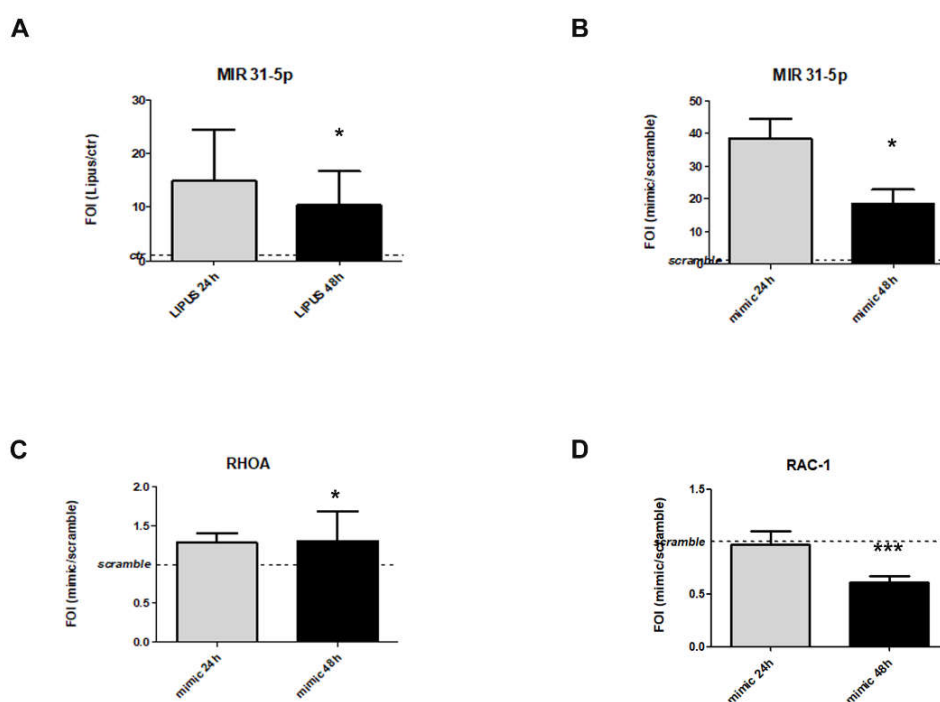 A
MIR 31-5p
FOI (Lipus/ctr)
30
20
10
0
ctr
LIPUS 24h
LIPUS 48h
*
B
MIR 31-5p
FOI (mimic/scramble)
50
40
30
20
10
0
scramble
mimic 24h
mimic 48h
*
C
RHOA
FOI (mimic/scramble)
2.0
1.5
scramble
0.5
0.0
mimic 24h
mimic 48h
*
D
RAC-1
FOI (mimic/scramble)
1.5
scramble
0.5
0.0
mimic 24h
mimic 48h
***